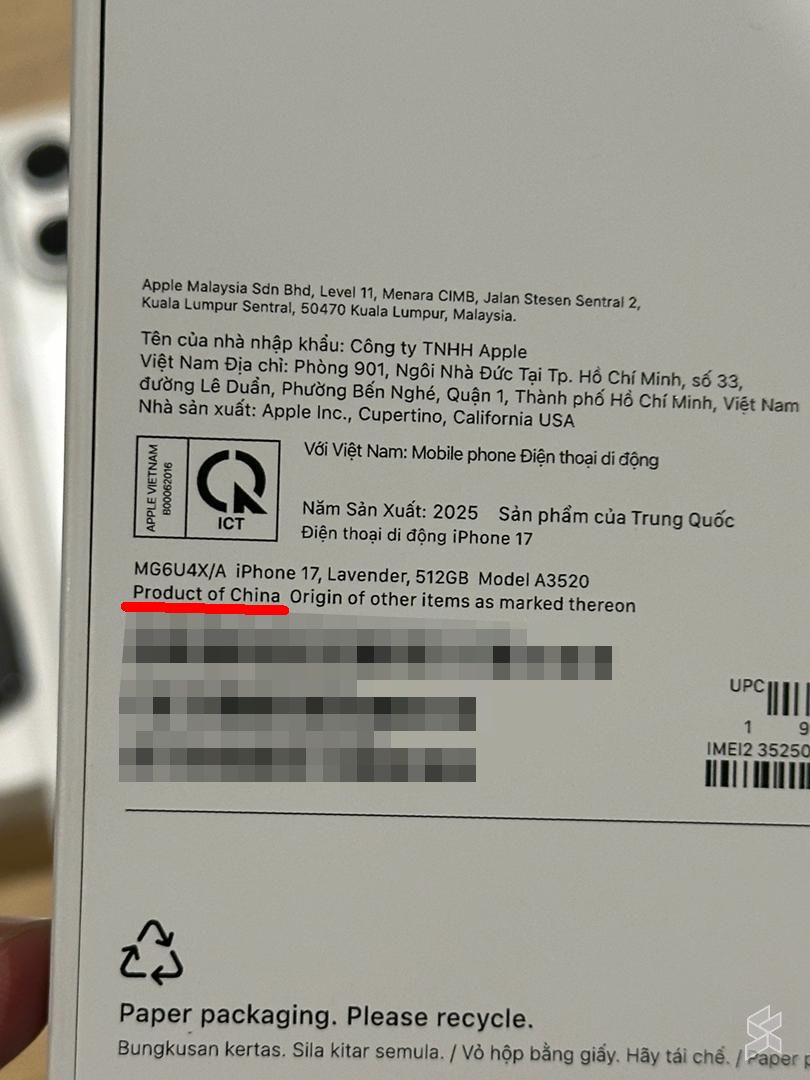 Apple Malaysia Sdn Bhd, Level 11, Menara CIMB, Jalan Stesen Sentral 2,
Kuala Lumpur Sentral, 50470 Kuala Lumpur, Malaysia.
Tên của nhà nhập khẩu: Công ty TNHH Apple
Việt Nam Địa chỉ: Phòng 901, Ngôi Nhà Đức Tại Tp. Hồ Chí Minh, số 33,
đường Lê Duẩn, Phường Bến Nghé, Quận 1, Thành phố Hồ Chí Minh, Việt Nam
Nhà sản xuất: Apple Inc., Cupertino, California USA
APPLE VIETNAM
B00062016
ICT
Với Việt Nam: Mobile phone Điện thoại di động
Năm Sản Xuất: 2025 Sản phẩm của Trung Quốc
Điện thoại di động iPhone 17
MG6U4X/A iPhone 17, Lavender, 512GB Model A3520
Product of China Origin of other items as marked thereon
UPC
1 9
IMEI2 35250
Paper packaging. Please recycle.
Bungkusan kertas. Sila kitar semula. / Vỏ hộp bằng giấy. Hãy tái chế. / Paper p